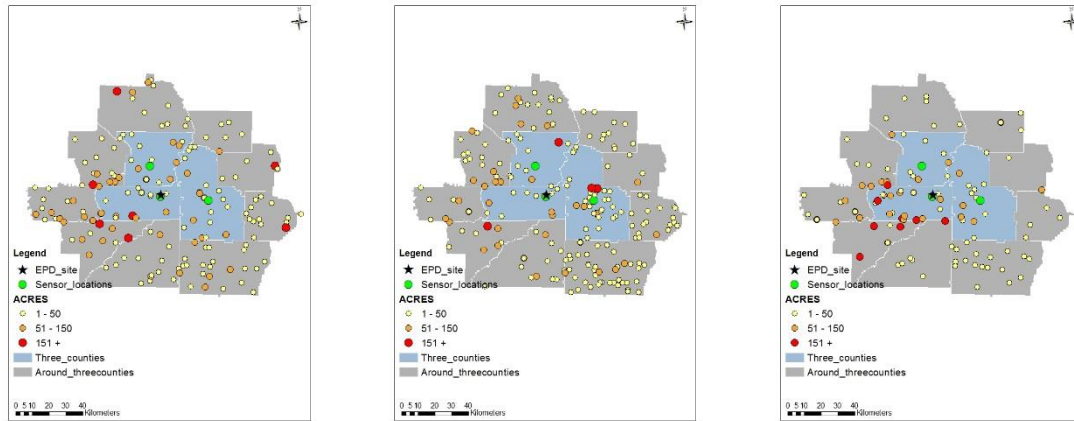 Legend
EPD_site
Sensor_locations
ACRES
1 - 50
51 - 150
151 +
Three_counties
Around_threecounties
0 5 10 20 30 40
Kilometers
Legend
EPD_site
Sensor_locations
ACRES
1 - 50
51 - 150
151 +
Three_counties
Around_threecounties
0 5 10 20 30 40
Kilometers
Legend
EPD_site
Sensor_locations
ACRES
1 - 50
51 - 150
151 +
Three_counties
Around_threecounties
0 5 10 20 30 40
Kilometers